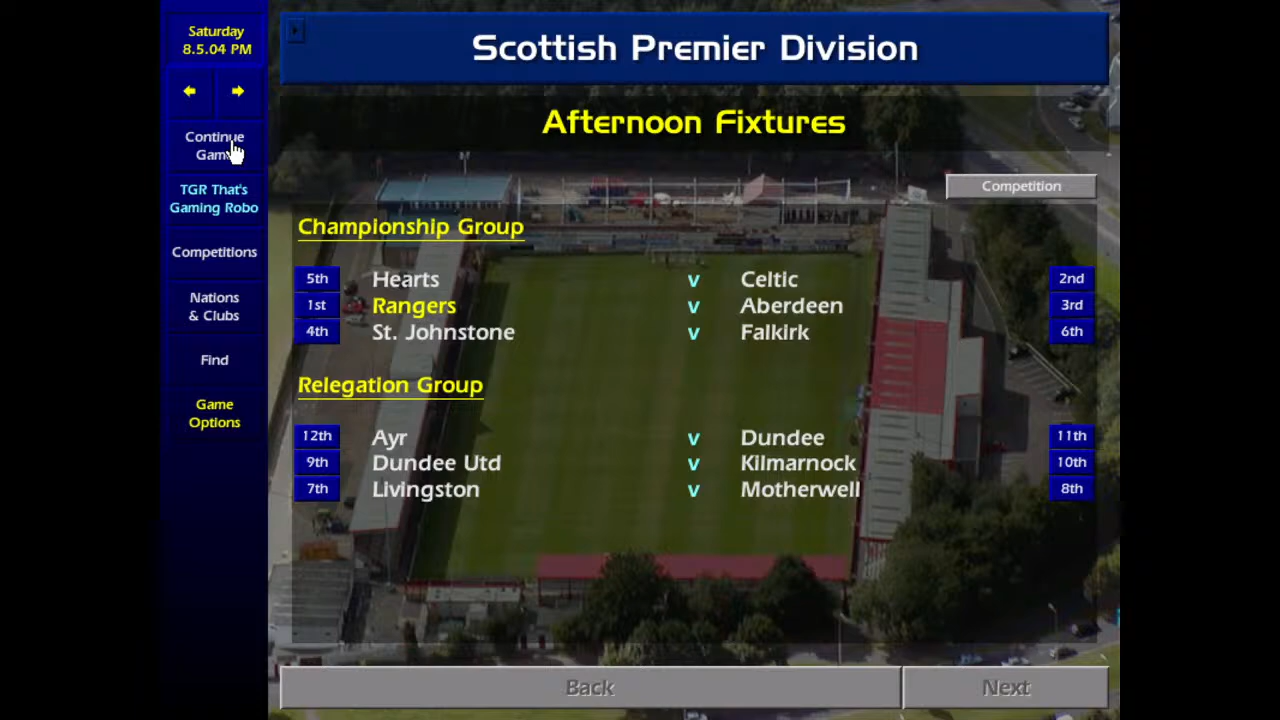 Saturday
8.5.04 PM
Continue
Game
TGR That's
Gaming Robo
Competitions
Nations
& Clubs
Find
Game
Options
Scottish Premier Division
Afternoon Fixtures
Competition
Championship Group
5th Hearts v Celtic 2nd
1st Rangers v Aberdeen 3rd
4th St. Johnstone v Falkirk 6th
Relegation Group
12th Ayr v Dundee 11th
9th Dundee Utd v Kilmarnock 10th
7th Livingston v Motherwell 8th
Back Next